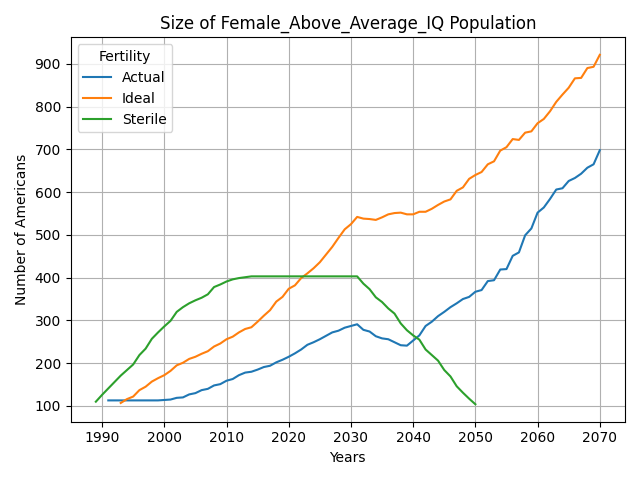 Size of Female_Above_Average_IQ Population
Fertility
Actual
Ideal
Sterile
Number of Americans
900
800
700
600
500
400
300
200
100
1990 2000 2010 2020 2030 2040 2050 2060 2070
Years